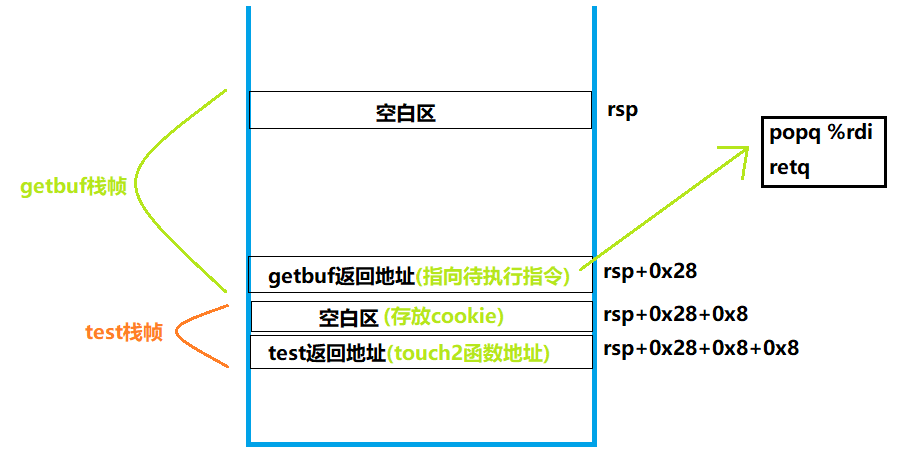 空白区
rsp
popq %rdi
retq
getbuf栈帧
getbuf返回地址(指向待执行指令)
rsp+0x28
空白区(存放cookie)
rsp+0x28+0x8
test栈帧
test返回地址(touch2函数地址)
rsp+0x28+0x8+0x8